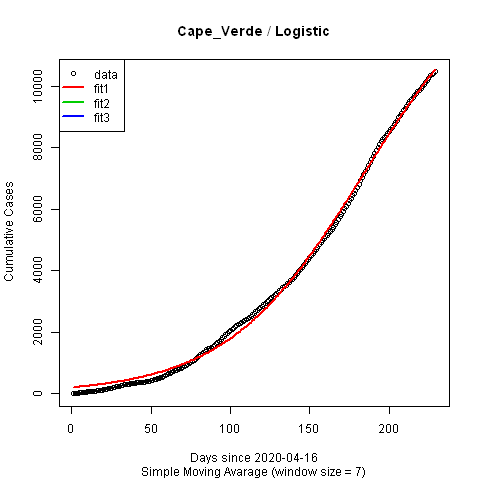 Cape_Verde / Logistic
data
fit1
fit2
fit3
Cumulative Cases
10000
8000
6000
4000
2000
0
0 50 100 150 200
Days since 2020-04-16
Simple Moving Avarage (window size = 7)